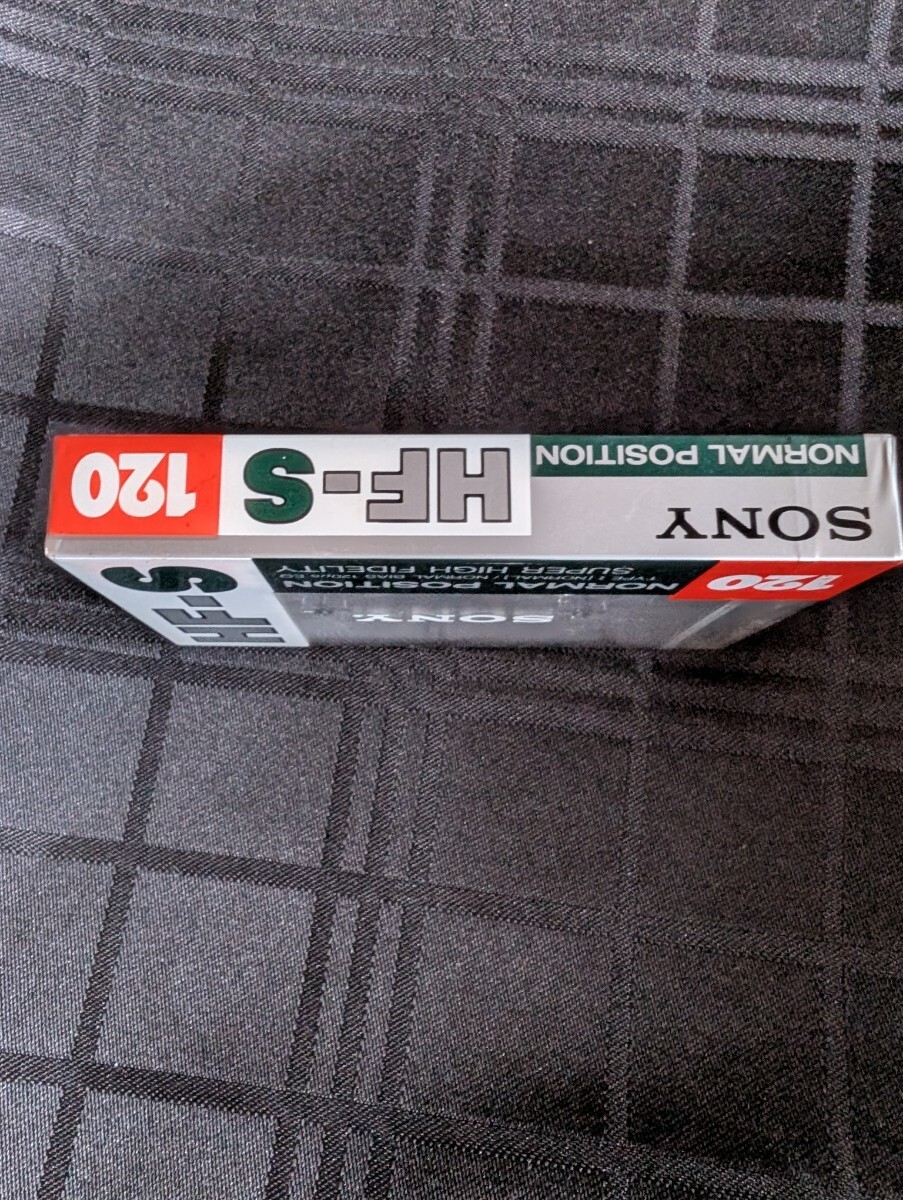 SONY
NORMAL POSITION
HF-S
120
SONY
120
SUPER HIGH FIDELITY
NORMAL POSITION
HF-S